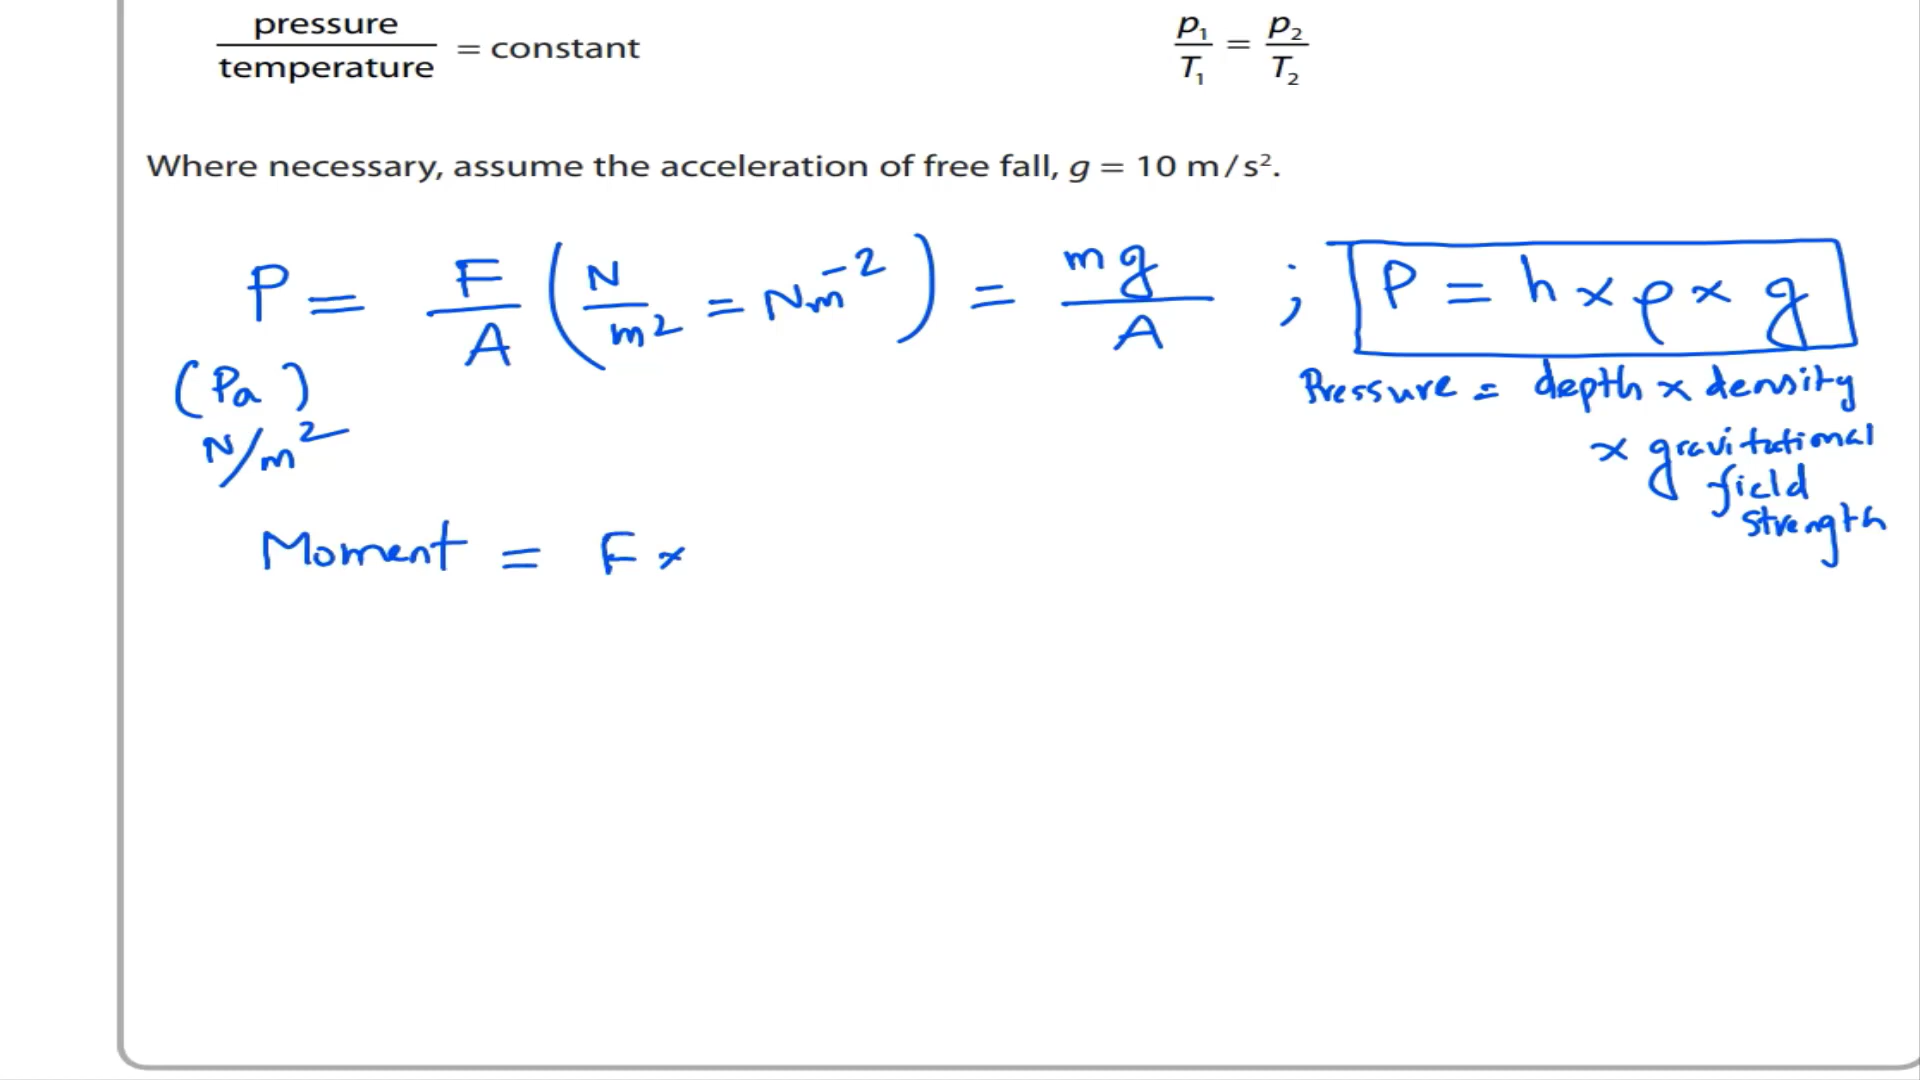 pressure / temperature = constant    p₁/T₁ = p₂/T₂
Where necessary, assume the acceleration of free fall, g = 10 m/s².
P = F/A (N/m² = Nm⁻²) = mg/A ; P = h × ρ × g
(Pa)
N/m²
Pressure = depth × density
× gravitational
field
strength
Moment = F ×